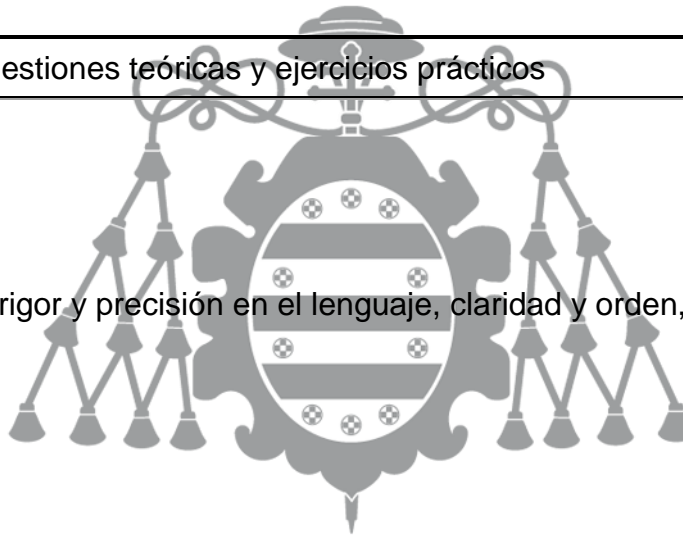 estiones teóricas y ejercicios prácticos
rigor y precisión en el lenguaje, claridad y orden,